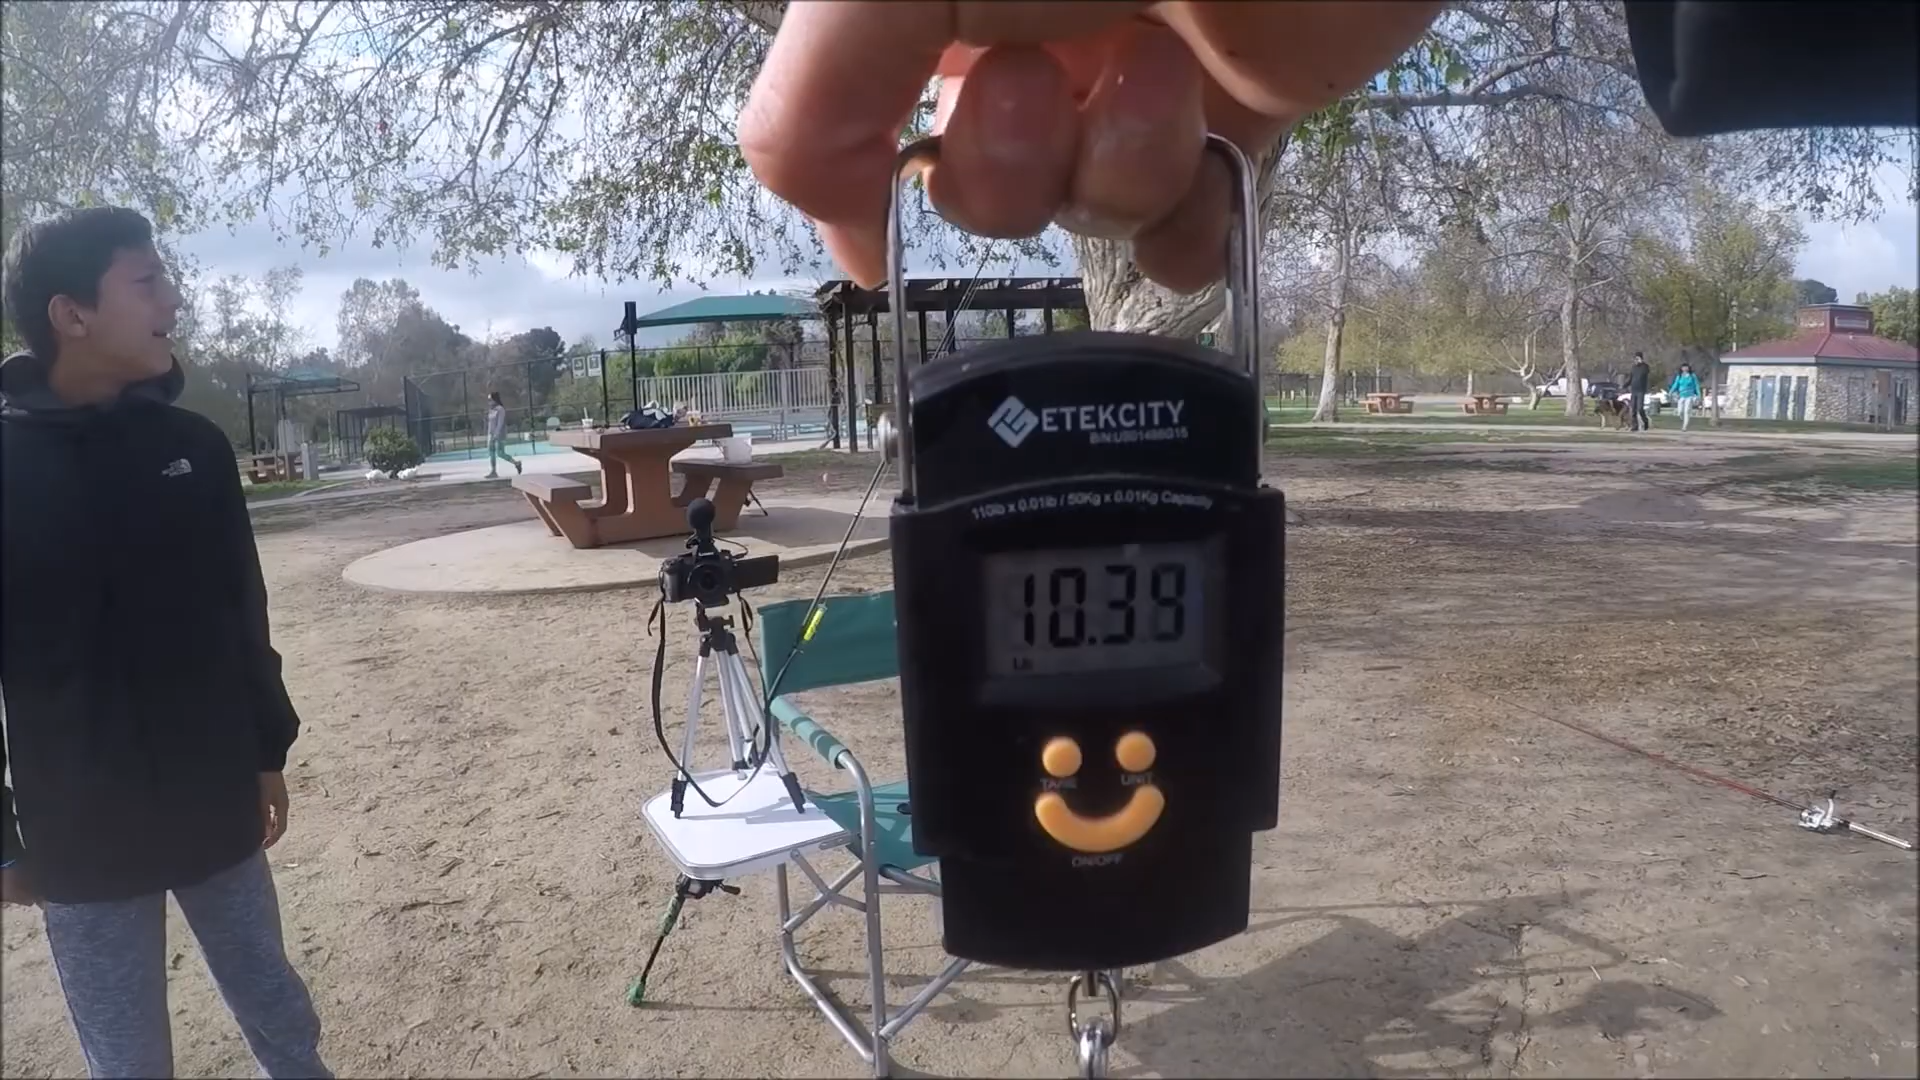 ETEKCITY
110lb x 0.01lb / 50Kg x 0.01Kg Capacity
10.39
Lb
TARE
UNIT
ON/OFF